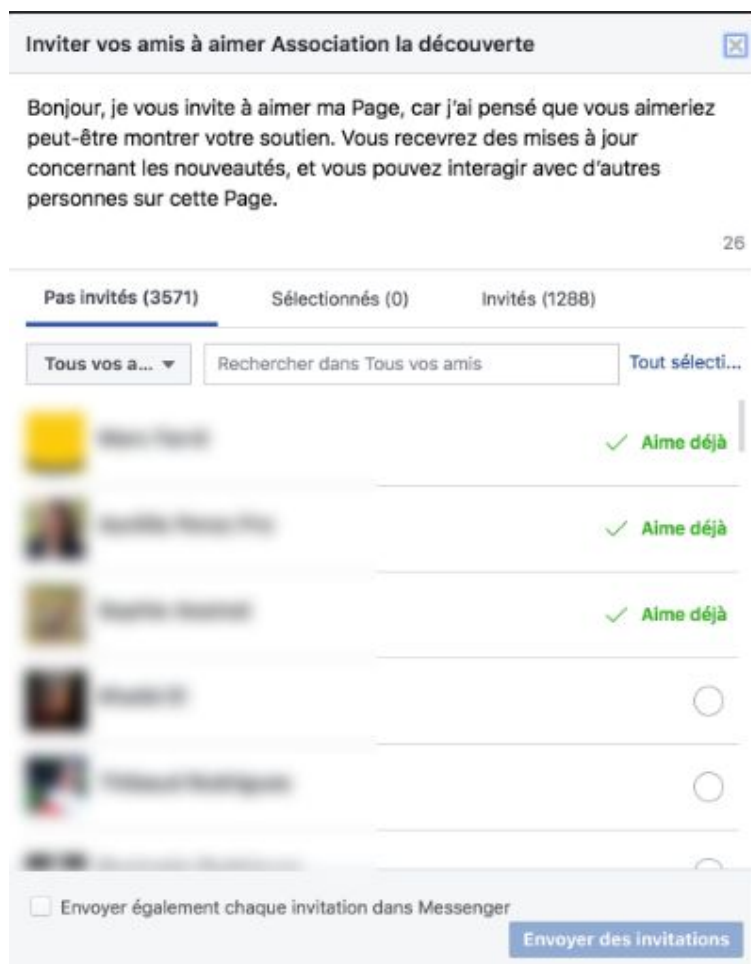 Inviter vos amis à aimer Association la découverte
Bonjour, je vous invite à aimer ma Page, car j'ai pensé que vous aimeriez
peut-être montrer votre soutien. Vous recevrez des mises à jour
concernant les nouveautés, et vous pouvez interagir avec d'autres
personnes sur cette Page.
26
Pas invités (3571) Sélectionnés (0) Invités (1288)
Tous vos a... Rechercher dans Tous vos amis Tout sélecti...
Aime déjà
Aime déjà
Aime déjà
Envoyer également chaque invitation dans Messenger
Envoyer des invitations